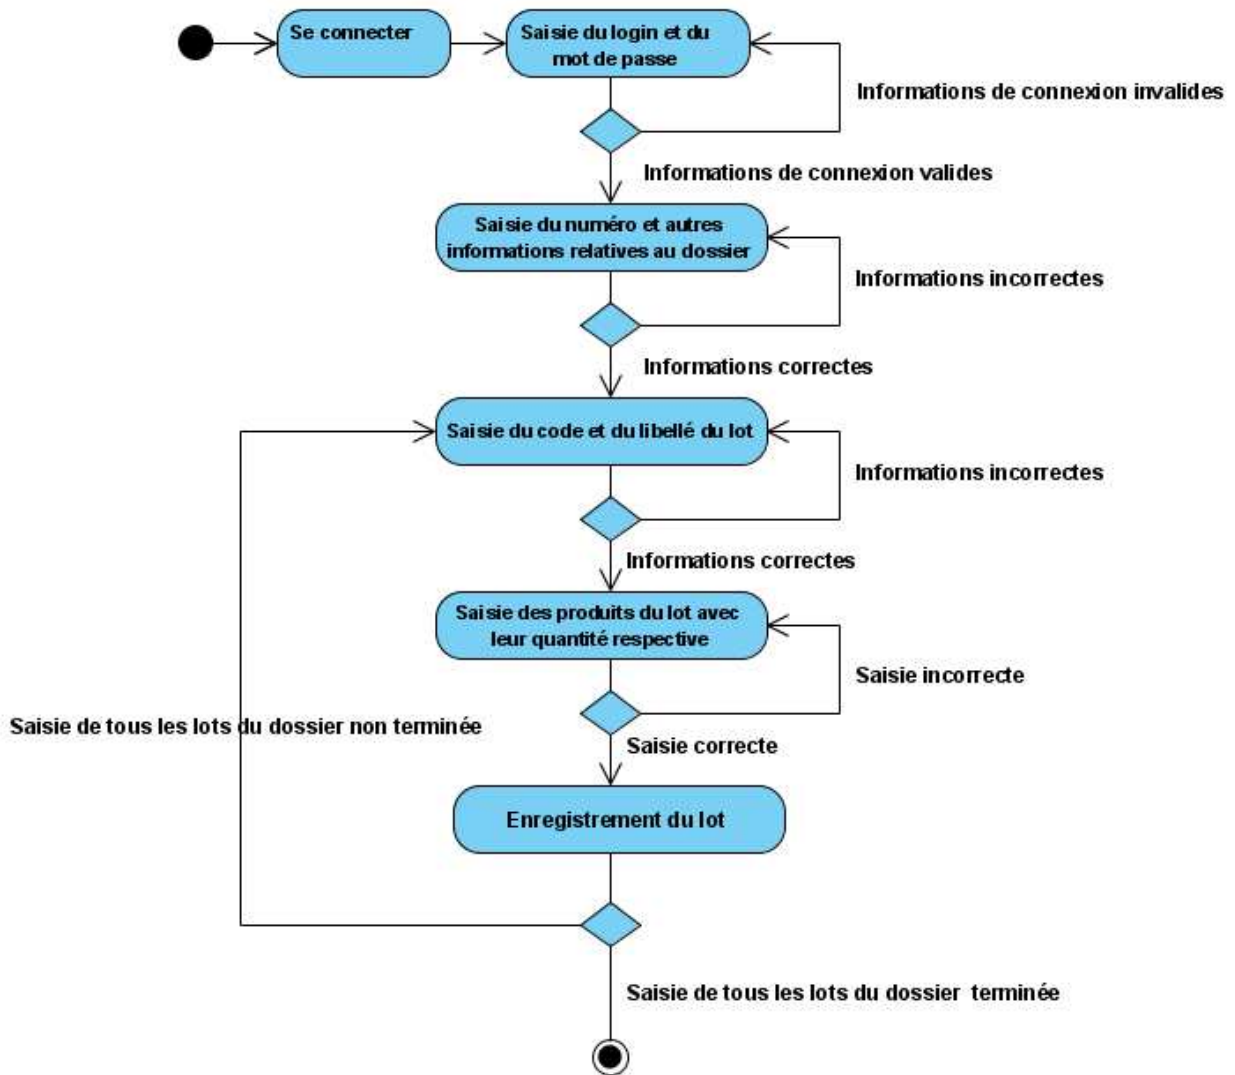 Se connecter
Saisie du login et du
mot de passe
Informations de connexion invalides
Informations de connexion valides
Saisie du numéro et autres
informations relatives au dossier
Informations incorrectes
Informations correctes
Saisie du code et du libellé du lot
Informations incorrectes
Informations correctes
Saisie des produits du lot avec
leur quantité respective
Saisie incorrecte
Saisie de tous les lots du dossier non terminée
Saisie correcte
Enregistrement du lot
Saisie de tous les lots du dossier terminée